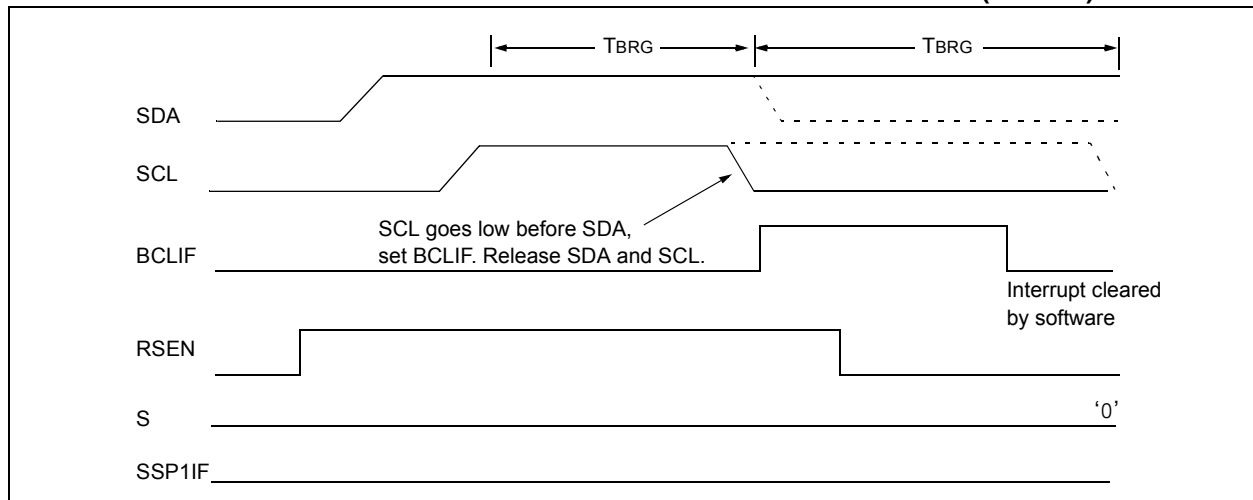 TBRG
TBRG
SDA
SCL
SCL goes low before SDA,
set BCLIF. Release SDA and SCL.
BCLIF
Interrupt cleared
by software
RSEN
S
‘0’
SSP1IF